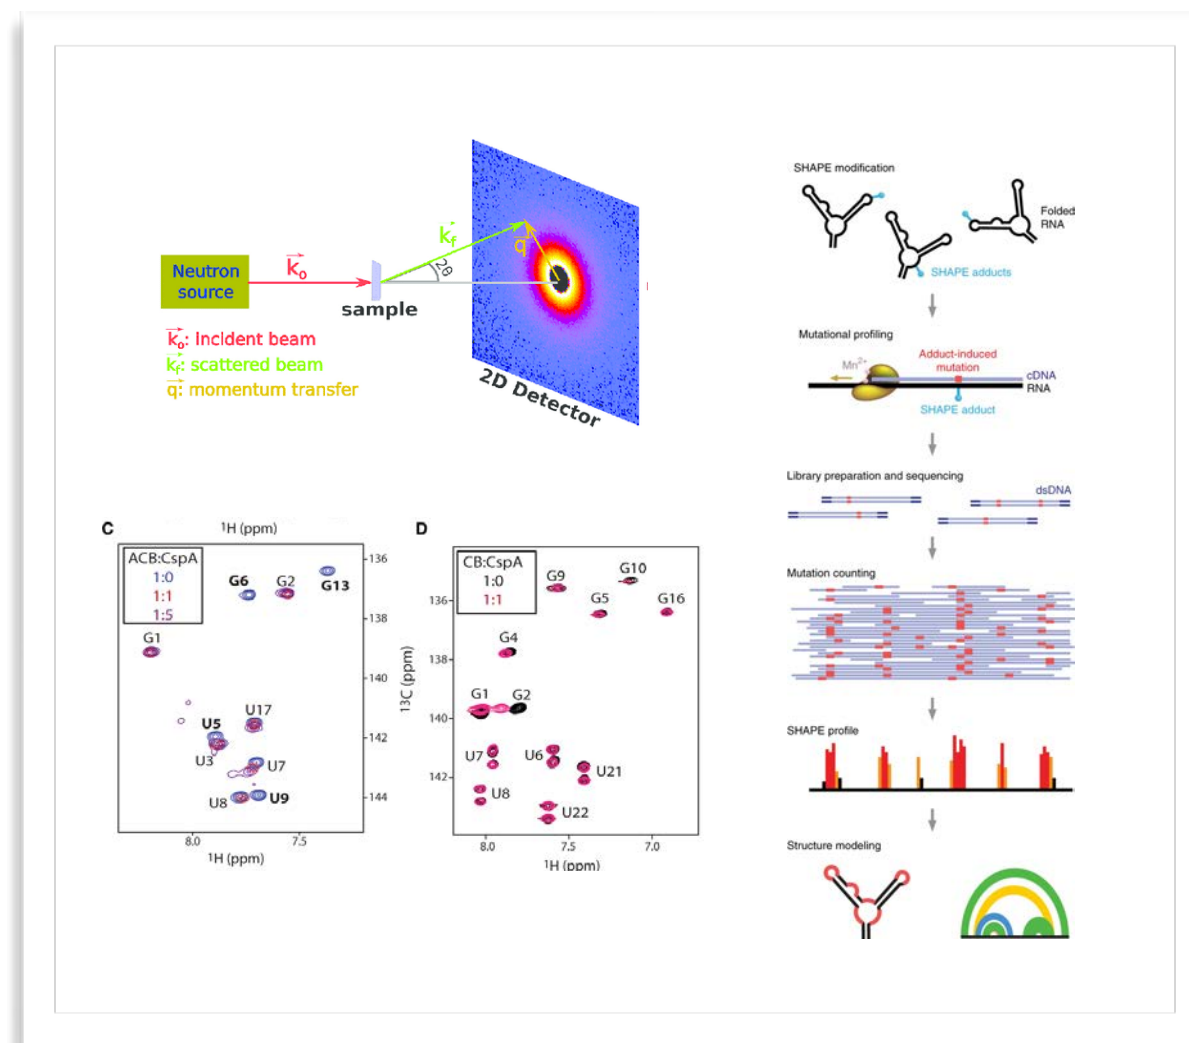 Neutron
source
k₀
sample
k_f
2θ
q
2D Detector
k₀: Incident beam
k_f: scattered beam
q: momentum transfer
C
¹H (ppm)
ACB:CspA
1:0
1:1
1:5
G6
G2
G13
G1
U17
U5
U3
U7
U8
U9
136
138
140
142
144
8.0
7.5
¹H (ppm)
D
CB:CspA
1:0
1:1
G10
G9
G5
G16
G4
G1
G2
U7
U6
U21
U8
U22
¹³C (ppm)
136
138
140
142
8.0
7.5
7.0
¹H (ppm)
SHAPE modification
Folded
RNA
SHAPE adducts
Mutational profiling
Adduct-induced
mutation
Mn²⁺
cDNA
RNA
SHAPE adduct
Library preparation and sequencing
dsDNA
Mutation counting
SHAPE profile
Structure modeling